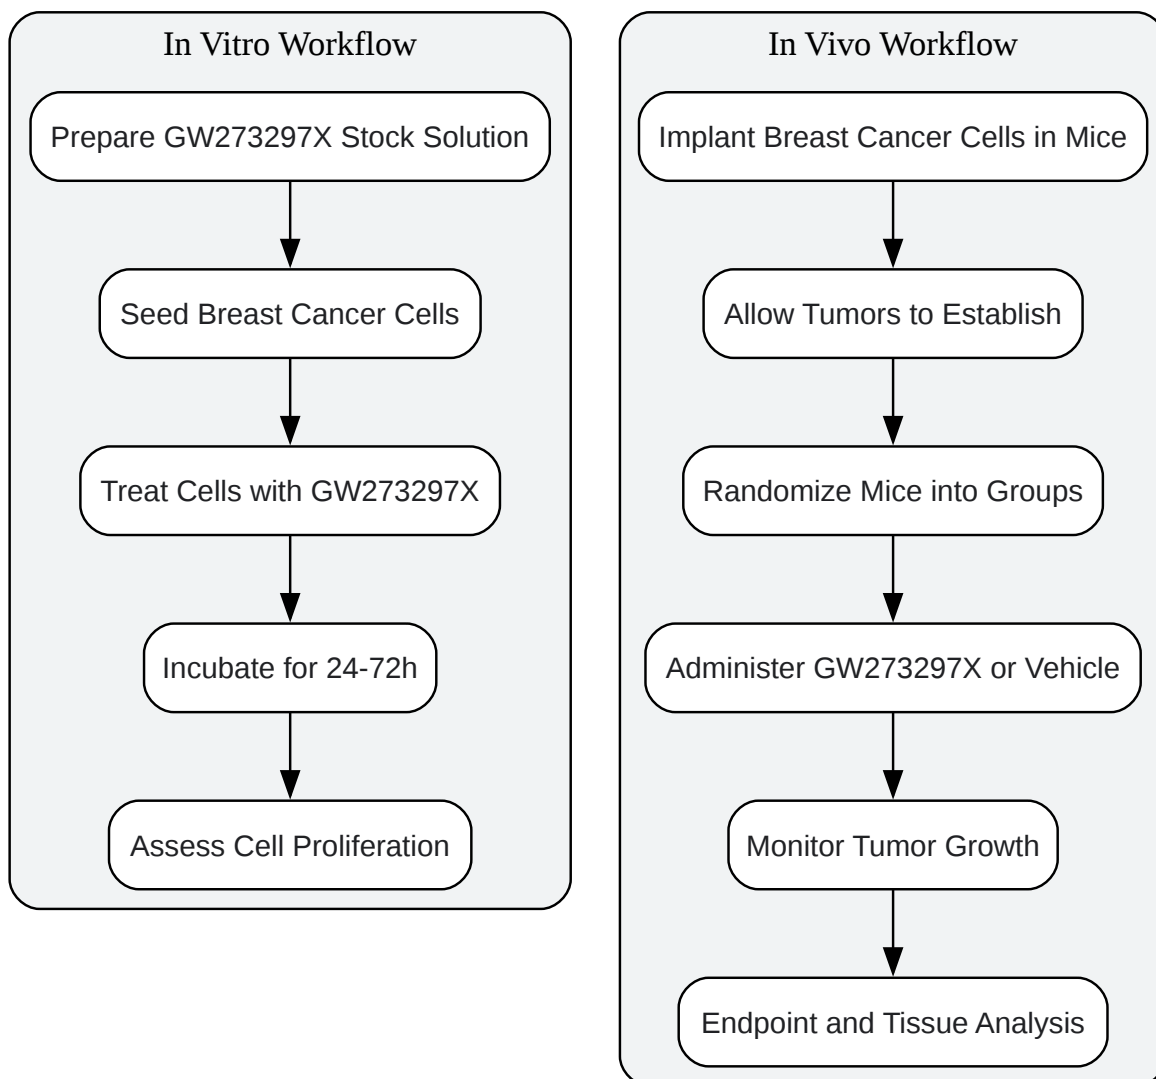 In Vitro Workflow
Prepare GW273297X Stock Solution
Seed Breast Cancer Cells
Treat Cells with GW273297X
Incubate for 24-72h
Assess Cell Proliferation
In Vivo Workflow
Implant Breast Cancer Cells in Mice
Allow Tumors to Establish
Randomize Mice into Groups
Administer GW273297X or Vehicle
Monitor Tumor Growth
Endpoint and Tissue Analysis